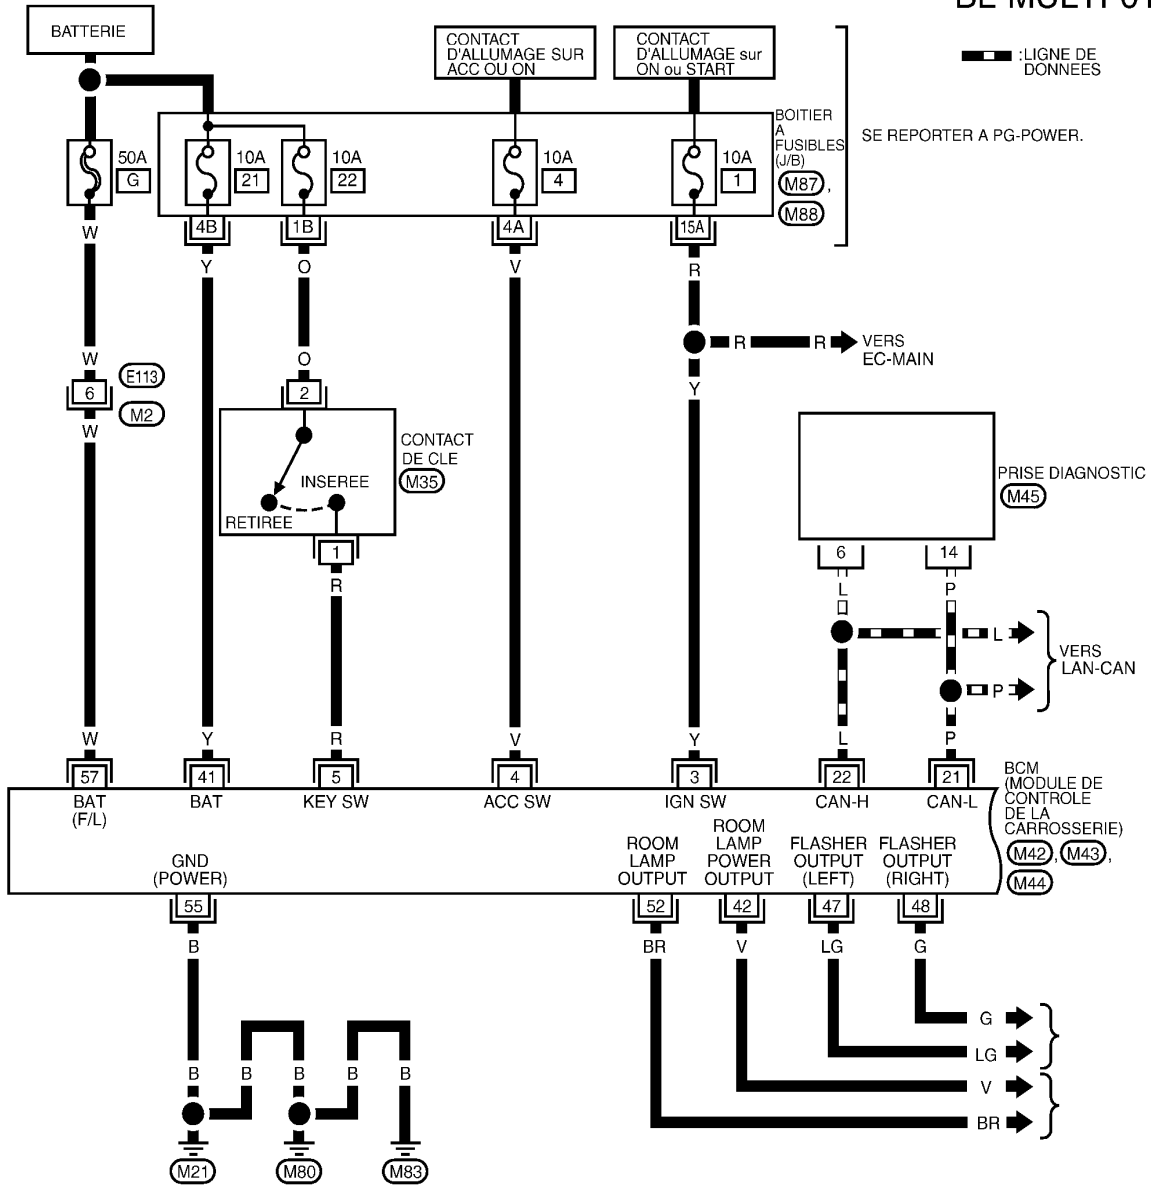 BATTERIE
CONTACT
D'ALLUMAGE SUR
ACC OU ON
CONTACT
D'ALLUMAGE sur
ON ou START
:LIGNE DE
DONNEES
BOITIER
A
FUSIBLES
(J/B)
M87,
M88
SE REPORTER A PG-POWER.
50A
G
10A
21
10A
22
10A
4
10A
1
4B
1B
4A
15A
W
Y
O
V
R
R
R
VERS
EC-MAIN
W
O
Y
6
E113
M2
W
2
CONTACT
DE CLE
M35
INSEREE
RETIREE
1
R
PRISE DIAGNOSTIC
M45
6
14
L
P
L
P
VERS
LAN-CAN
W
Y
R
V
Y
L
P
57
41
5
4
3
22
21
BAT
(F/L)
BAT
KEY SW
ACC SW
IGN SW
CAN-H
CAN-L
BCM
(MODULE DE
CONTROLE
DE LA
CARROSSERIE)
M42, M43,
M44
GND
(POWER)
ROOM
LAMP
OUTPUT
ROOM
LAMP
POWER
OUTPUT
FLASHER
OUTPUT
(LEFT)
FLASHER
OUTPUT
(RIGHT)
55
52
42
47
48
B
BR
V
LG
G
G
LG
V
BR
B
B
B
B
B
M21
M80
M83